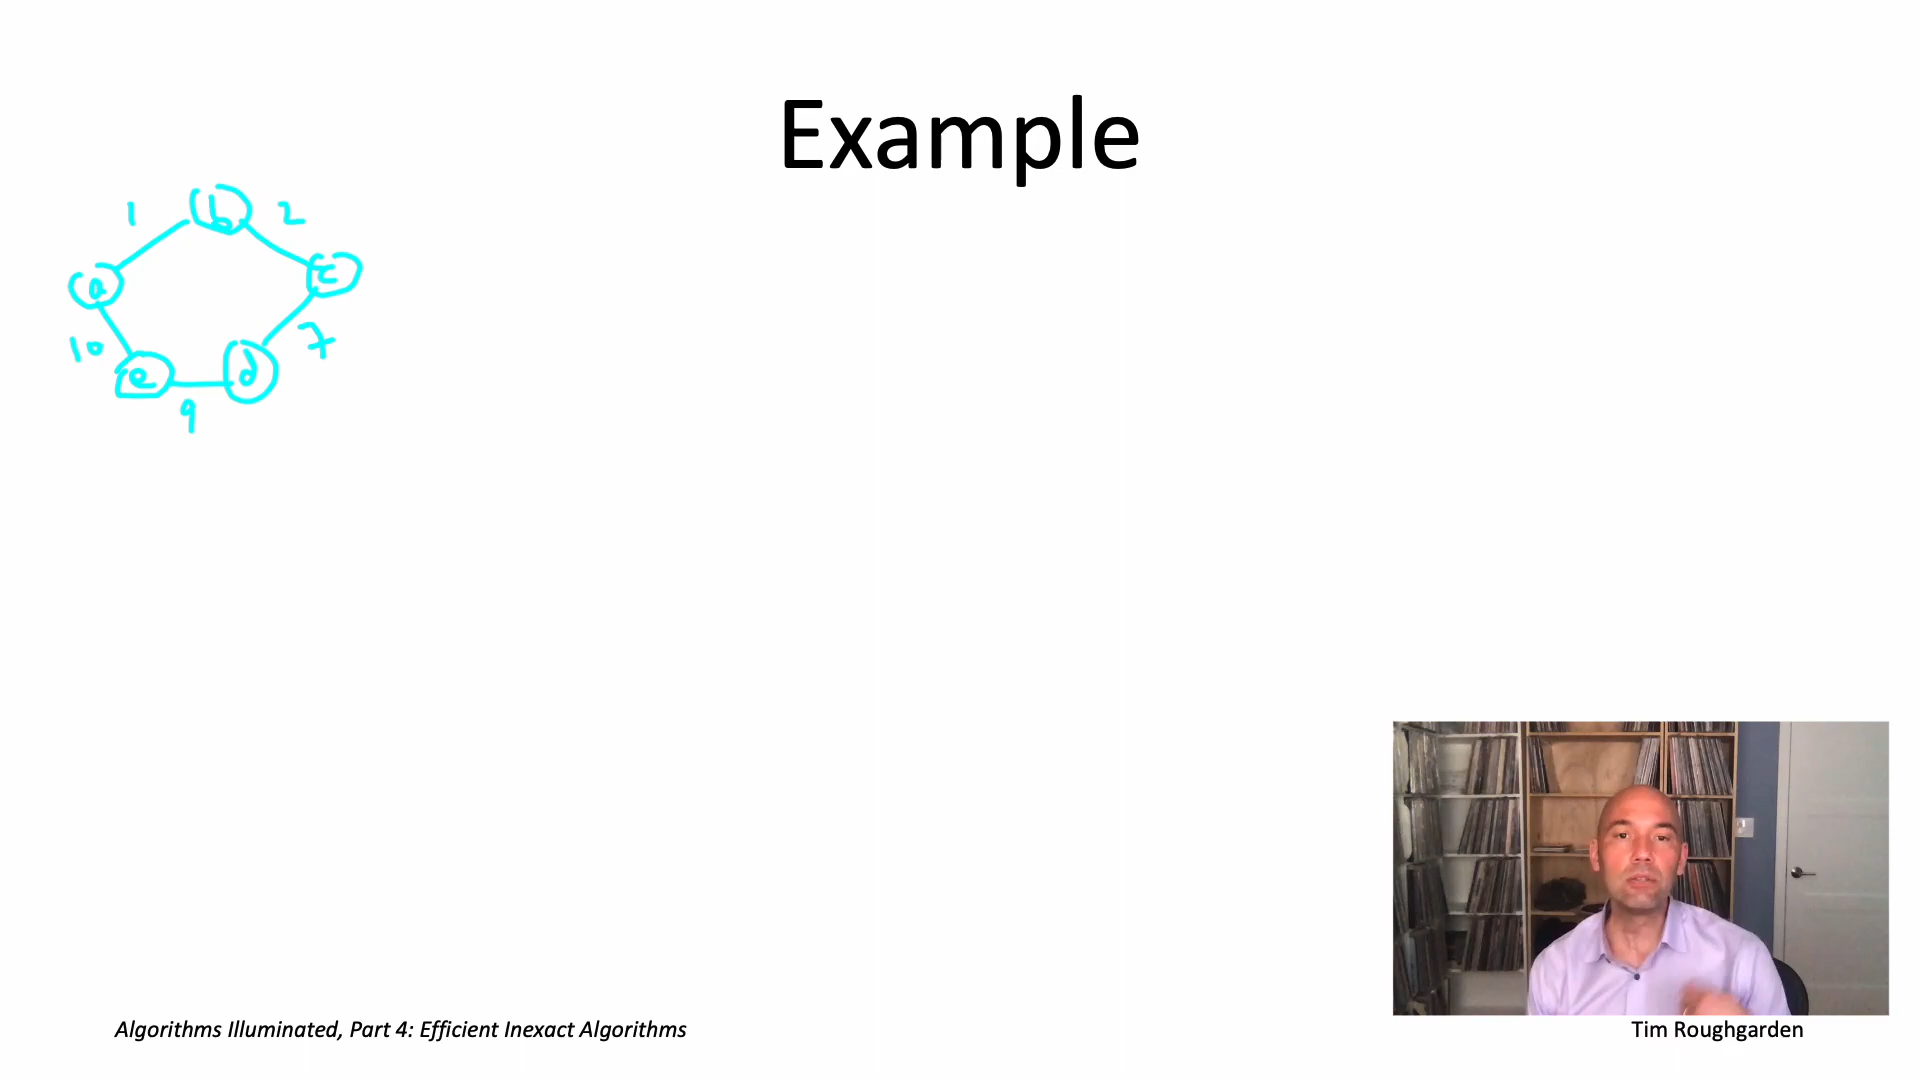 Example
1
b
2
a
c
10
7
e
d
9
Algorithms Illuminated, Part 4: Efficient Inexact Algorithms
Tim Roughgarden